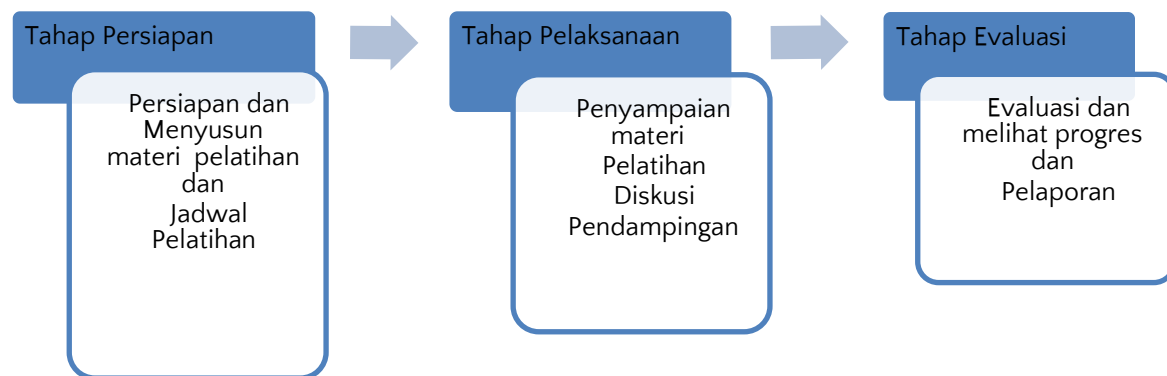 Tahap Persiapan
Persiapan dan
Menyusun
materi pelatihan
dan
Jadwal
Pelatihan
Tahap Pelaksanaan
Penyampaian
materi
Pelatihan
Diskusi
Pendampingan
Tahap Evaluasi
Evaluasi dan
melihat progres
dan
Pelaporan